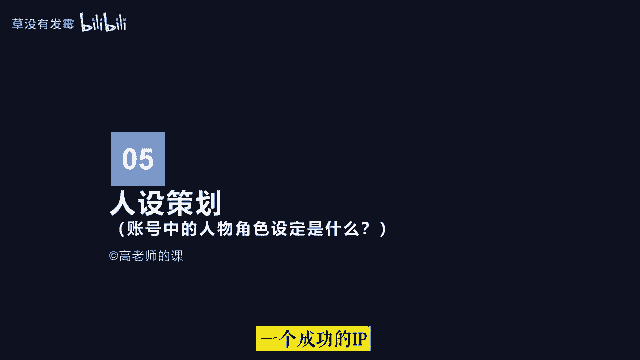 草没有发霉 bilibili
05
人设策划
（账号中的人物角色设定是什么？）
©高老师的课
一个成功的IP